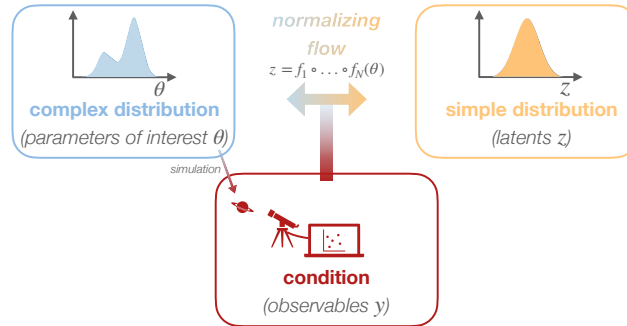 normalizing
flow
z = f₁ ∘ … ∘ f_N(θ)
θ
complex distribution
(parameters of interest θ)
z
simple distribution
(latents z)
simulation
condition
(observables y)